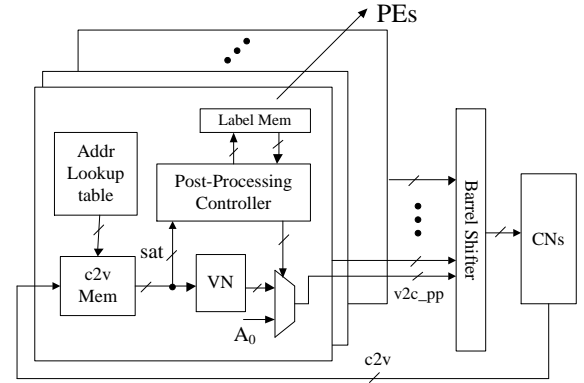 PEs
Label Mem
Addr
Lookup
table
Post-Processing
Controller
Barrel Shifter
CNs
sat
c2v
Mem
VN
v2c_pp
A₀
c2v